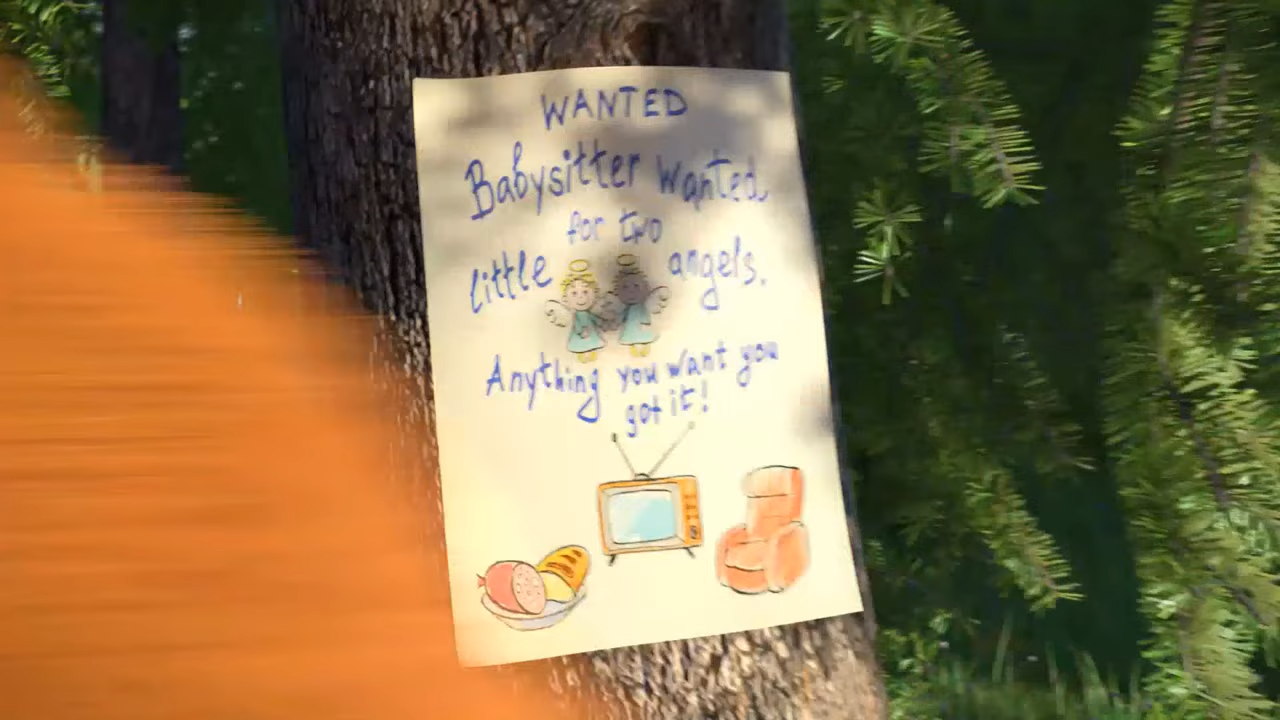 WANTED
Babysitter Wanted
for two
little angels.
Anything you want you
got it!